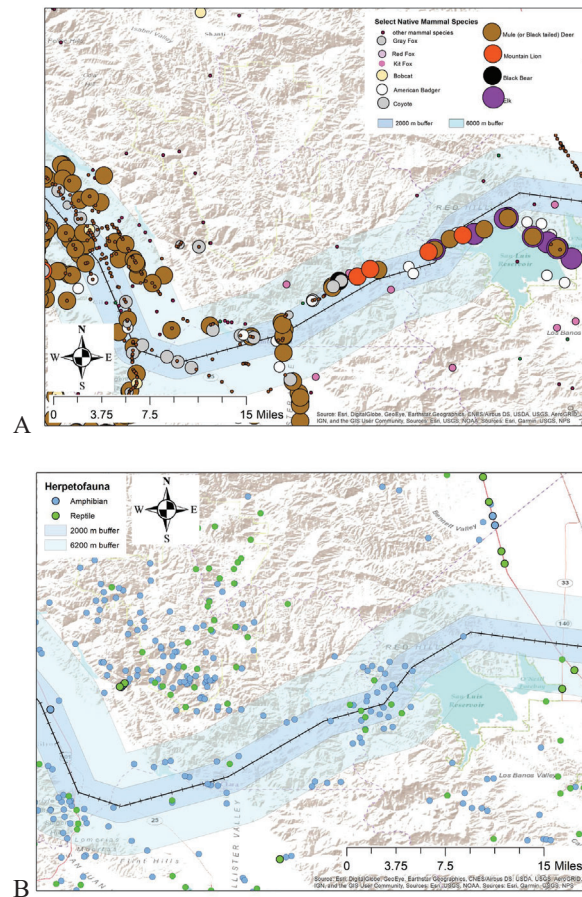 Select Native Mammal Species
other mammal species
Gray Fox
Red Fox
Kit Fox
Bobcat
American Badger
Coyote
Mule (or Black tailed) Deer
Mountain Lion
Black Bear
Elk
2000 m buffer
6000 m buffer
San Luis
Reservoir
Los Banos
N
W E
S
0 3.75 7.5 15 Miles
Source: Esri, DigitalGlobe, GeoEye, Earthstar Geographics, CNES/Airbus DS, USDA, USGS, AeroGRID,
IGN, and the GIS User Community, Sources: Esri, USGS, NOAA, Sources: Esri, Garmin, USGS, NPS
A
Herpetofauna
Amphibian
Reptile
2000 m buffer
6200 m buffer
N
W E
S
Valley
33
140
San Luis
Reservoir
Los Banos Valley
25
LLISTER VALLEY
Hills
0 3.75 7.5 15 Miles
Source: Esri, DigitalGlobe, GeoEye, Earthstar Geographics, CNES/Airbus DS, USDA, USGS, AeroGRID,
IGN, and the GIS User Community, Sources: Esri, USGS, NOAA, Sources: Esri, Garmin, USGS, NPS
B